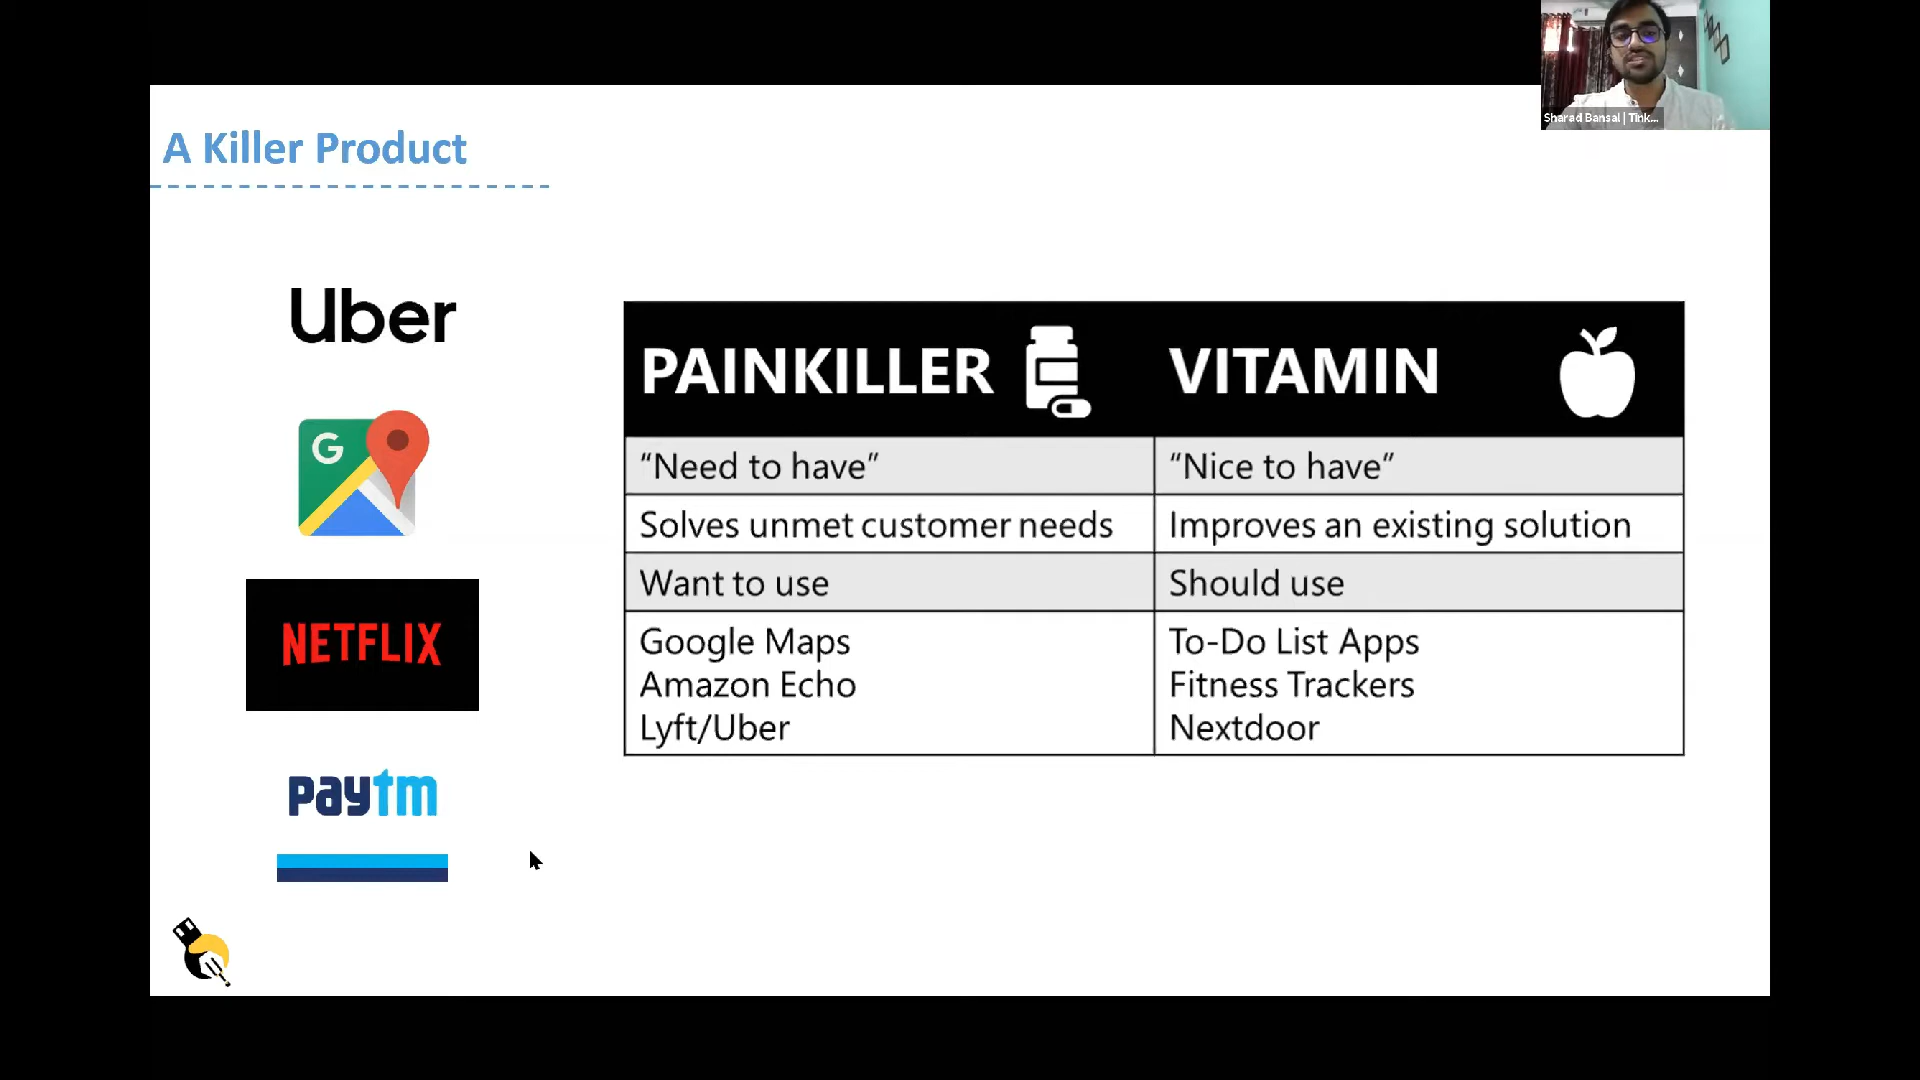 Sharad Bansal | Tink...
A Killer Product
Uber
G
NETFLIX
paytm
PAINKILLER VITAMIN
“Need to have” “Nice to have”
Solves unmet customer needs Improves an existing solution
Want to use Should use
Google Maps To-Do List Apps
Amazon Echo Fitness Trackers
Lyft/Uber Nextdoor